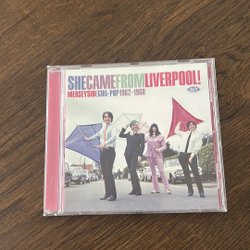 SHECAMEFROMLIVERPOOL!
MERSEYSIDE GIRL-POP 1962-1968